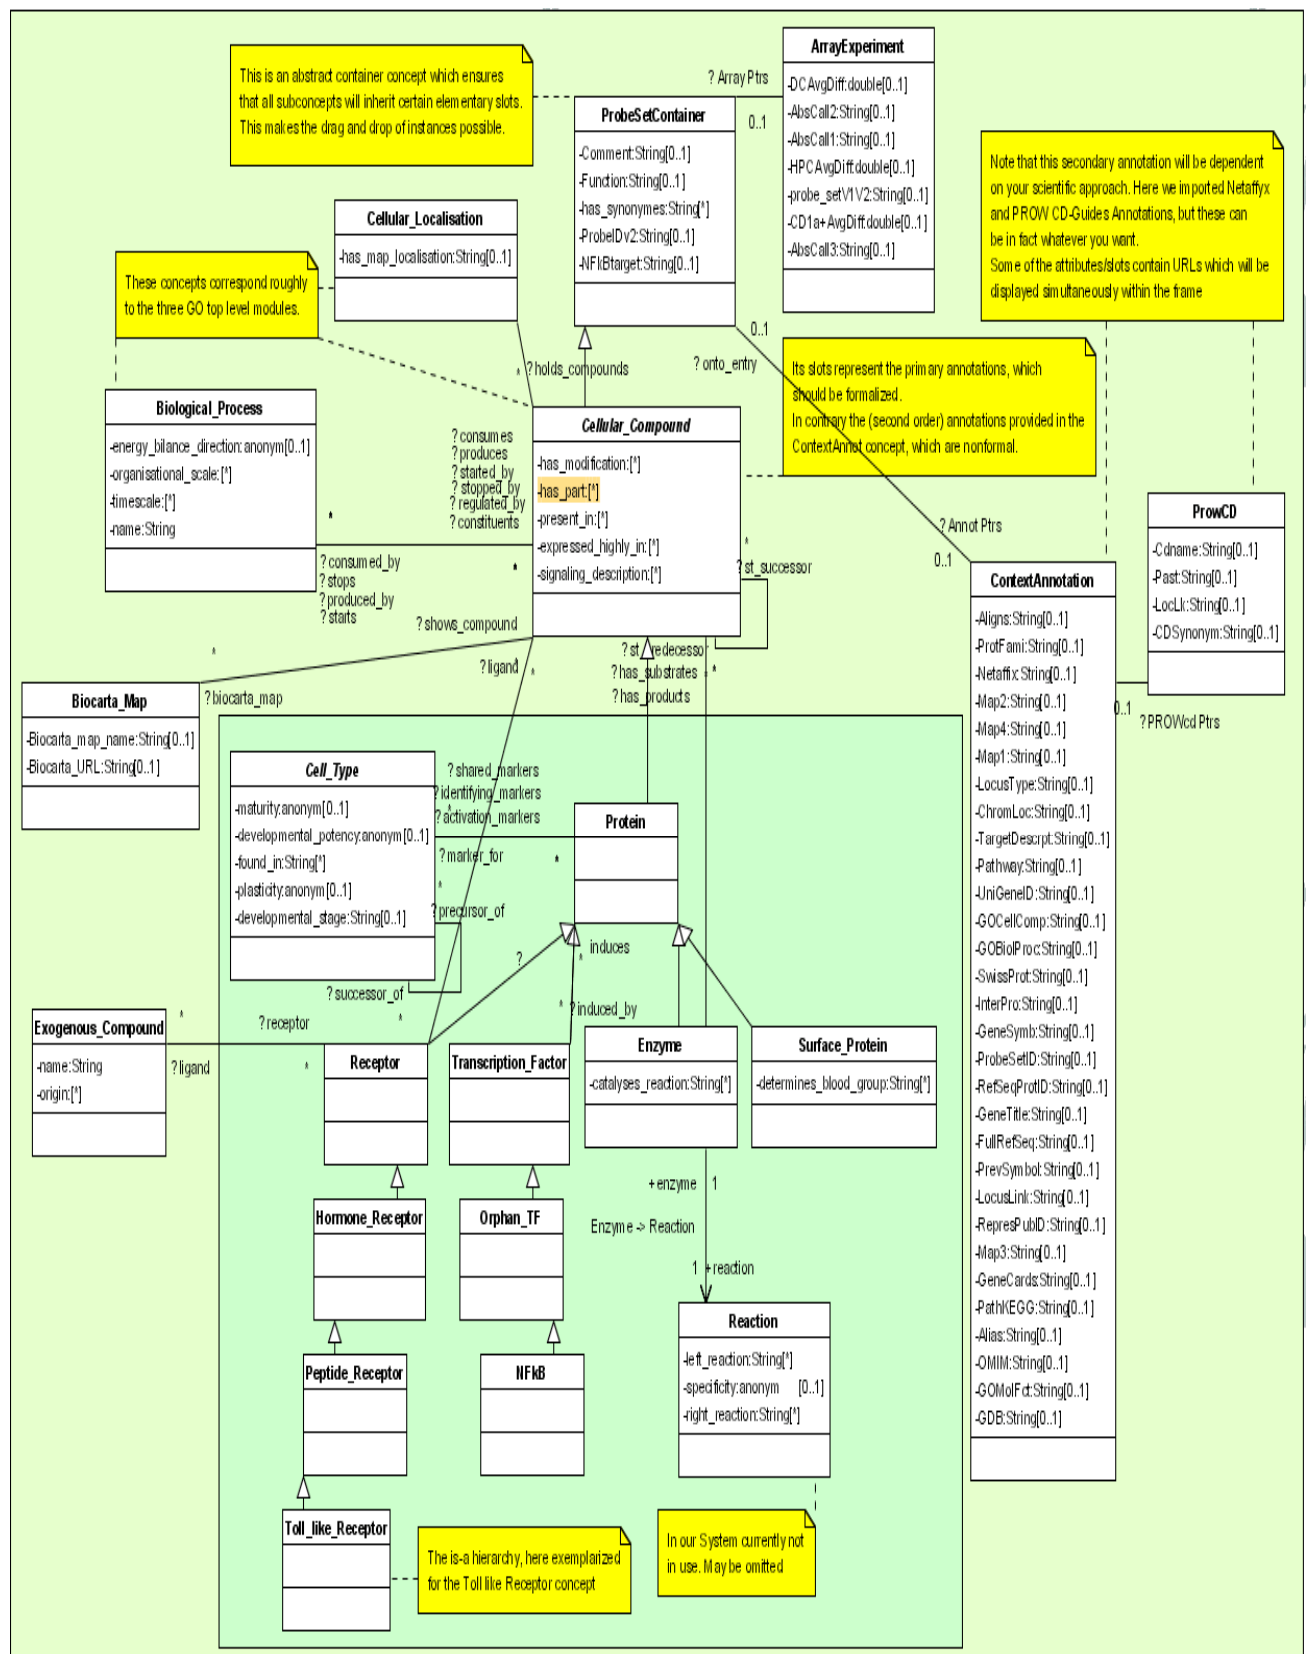 This is an abstract container concept which ensures
that all subconcepts will inherit certain elementary slots.
This makes the drag and drop of instances possible.
? Array Ptrs
0..1
ProbeSetContainer
-Comment:String[0..1]
-Function:String[0..1]
-has_synonymes:String[*]
-ProbeIDv2:String[0..1]
-NFkBtarget:String[0..1]
ArrayExperiment
-DCAvgDiff:double[0..1]
-AbsCall2:String[0..1]
-AbsCall1:String[0..1]
-HPCAvgDiff:double[0..1]
-probe_setV1V2:String[0..1]
-CD1a+AvgDiff:double[0..1]
-AbsCall3:String[0..1]
Note that this secondary annotation will be dependent
on your scientific approach. Here we imported Netaffyx
and PROW CD-Guides Annotations, but these can
be in fact whatever you want.
Some of the attributes/slots contain URLs which will be
displayed simultaneously within the frame
Cellular_Localisation
-has_map_localisation:String[0..1]
These concepts correspond roughly
to the three GO top level modules.
0..1
? onto_entry
* ? holds_compounds
Its slots represent the primary annotations, which
should be formalized.
In contrary the (second order) annotations provided in the
ContextAnnot concept, which are nonformal.
Biological_Process
-energy_bilance_direction:anonym[0..1]
-organisational_scale:[*]
-timescale:[*]
-name:String
? consumes
? produces
? started_by
? stopped_by
? regulated_by
? constituents
*
*
? consumed_by
? stops
? produced_by
? starts
Cellular_Compound
-has_modification:[*]
-has_part:[*]
-present_in:[*]
-expressed_highly_in:[*]
-signaling_description:[*]
*
? st_successor
? Annot Ptrs
0..1
ProwCD
-Cdname:String[0..1]
-Past:String[0..1]
-LocLk:String[0..1]
-CDSynonym:String[0..1]
0..1
? PROWcd Ptrs
ContextAnnotation
-Aligns:String[0..1]
-ProtFami:String[0..1]
-Netaffix:String[0..1]
-Map2:String[0..1]
-Map4:String[0..1]
-Map1:String[0..1]
-LocusType:String[0..1]
-ChromLoc:String[0..1]
-TargetDescrpt:String[0..1]
-Pathway:String[0..1]
-UniGeneID:String[0..1]
-GOCellComp:String[0..1]
-GOBiolProc:String[0..1]
-SwissProt:String[0..1]
-InterPro:String[0..1]
-GeneSymb:String[0..1]
-ProbeSetID:String[0..1]
-RefSeqProtID:String[0..1]
-GeneTitle:String[0..1]
-FullRefSeq:String[0..1]
-PrevSymbol:String[0..1]
-LocusLink:String[0..1]
-RepresPubID:String[0..1]
-Map3:String[0..1]
-GeneCards:String[0..1]
-PathKEGG:String[0..1]
-Alias:String[0..1]
-OMIM:String[0..1]
-GOMolFct:String[0..1]
-GDB:String[0..1]
? shows_compound
*
? biocarta_map
? ligand
*
? st_predecessor
? has_substrates *
? has_products
Biocarta_Map
-Biocarta_map_name:String[0..1]
-Biocarta_URL:String[0..1]
Cell_Type
-maturity:anonym[0..1]
-developmental_potency:anonym[0..1]
-found_in:String[*]
-plasticity:anonym[0..1]
-developmental_stage:String[0..1]
? shared_markers
? identifying_markers
*
? activation_markers
? marker_for
*
*
? precursor_of
? successor_of
*
Protein
?
induces
*
* ? induced_by
Exogenous_Compound
-name:String
-origin:[*]
*
? receptor
? ligand
*
Receptor
Transcription_Factor
Enzyme
-catalyses_reaction:String[*]
Surface_Protein
-determines_blood_group:String[*]
+ enzyme 1
Enzyme -> Reaction
1 + reaction
Hormone_Receptor
Orphan_TF
Reaction
-left_reaction:String[*]
-specificity:anonym [0..1]
-right_reaction:String[*]
Peptide_Receptor
NFkB
Toll_like_Receptor
The is-a hierarchy, here exemplarized
for the Toll like Receptor concept
In our System currently not
in use. May be omitted